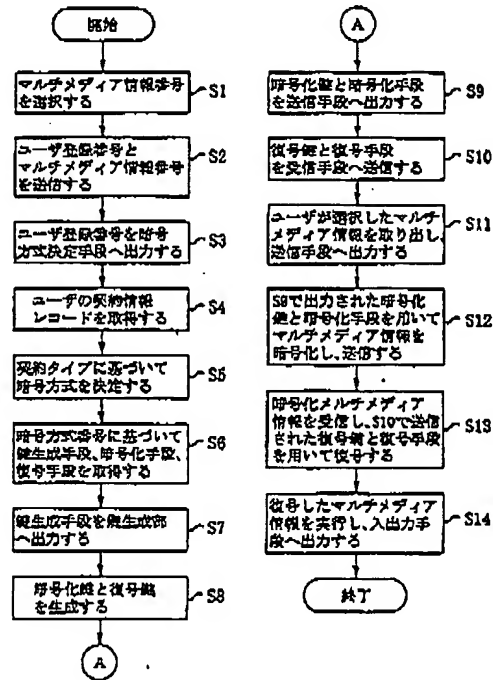 開始
マルチメディア情報番号
を選択する
S1
ユーザ登録番号と
マルチメディア情報番号
を送信する
S2
ユーザ登録番号を暗号
方式決定手段へ出力する
S3
ユーザの契約情報
レコードを取得する
S4
契約タイプに基づいて
暗号方式を決定する
S5
暗号方式番号に基づいて
鍵生成手段、暗号化手段、
復号手段を取得する
S6
鍵生成手段を鍵生成部
へ出力する
S7
暗号化鍵と復号鍵
を生成する
S8
A
A
暗号化鍵と暗号化手段を
送信手段へ出力する
S9
復号鍵と復号手段
を受信手段へ送信する
S10
ユーザが選択したマルチ
メディア情報を取り出し、
送信手段へ出力する
S11
S9で出力された暗号化
鍵と暗号化手段を用いて
マルチメディア情報を
暗号化し、送信する
S12
暗号化マルチメディア
情報を受信し、S10で送信
された復号鍵と復号手段
を用いて復号する
S13
復号したマルチメディア
情報を実行し、入出力手
段へ出力する
S14
終了